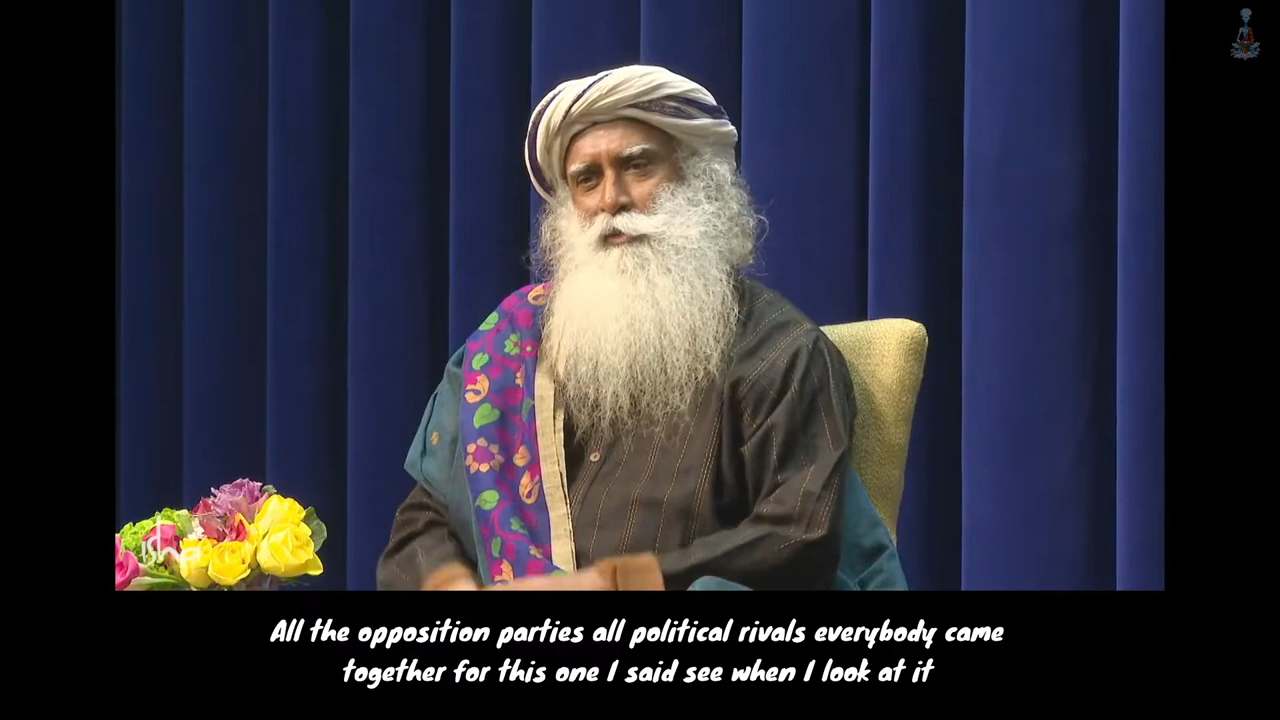 isha
All the opposition parties all political rivals everybody came
together for this one I said see when I look at it